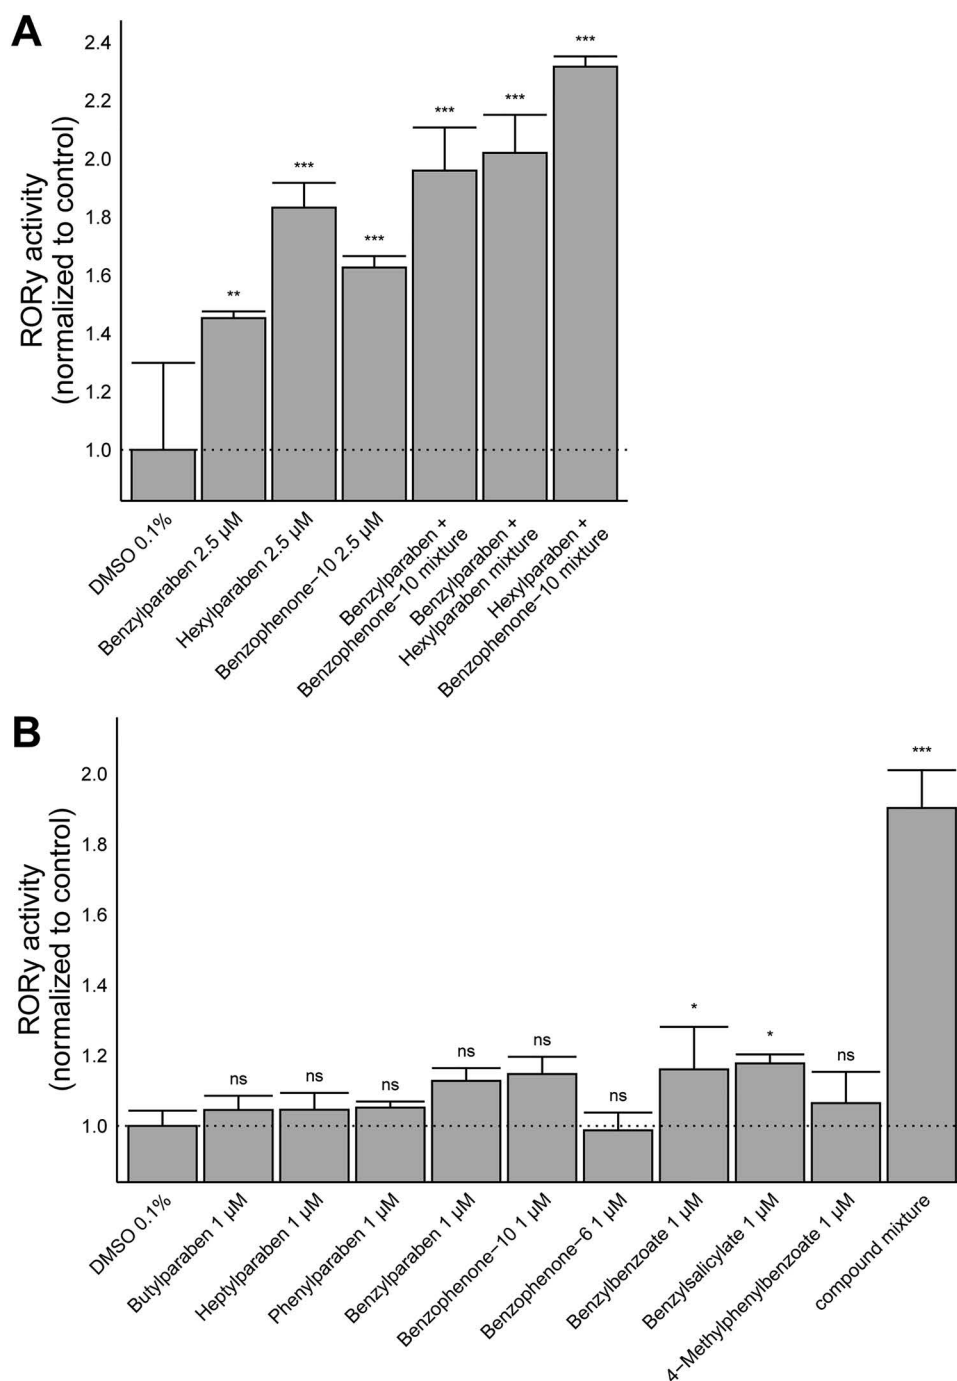 A
RORγ activity
(normalized to control)
2.4
2.2
2.0
1.8
1.6
1.4
1.2
1.0
**
***
***
***
***
***
DMSO 0.1%
Benzylparaben 2.5 µM
Hexylparaben 2.5 µM
Benzophenone−10 2.5 µM
Benzylparaben +
Benzophenone−10 mixture
Benzylparaben +
Hexylparaben mixture
Hexylparaben +
Benzophenone−10 mixture
B
RORγ activity
(normalized to control)
2.0
1.8
1.6
1.4
1.2
1.0
ns
ns
ns
ns
ns
ns
*
*
ns
***
DMSO 0.1%
Butylparaben 1 µM
Heptylparaben 1 µM
Phenylparaben 1 µM
Benzylparaben 1 µM
Benzophenone−10 1 µM
Benzophenone−6 1 µM
Benzylbenzoate 1 µM
Benzylsalicylate 1 µM
4−Methylphenylbenzoate 1 µM
compound mixture